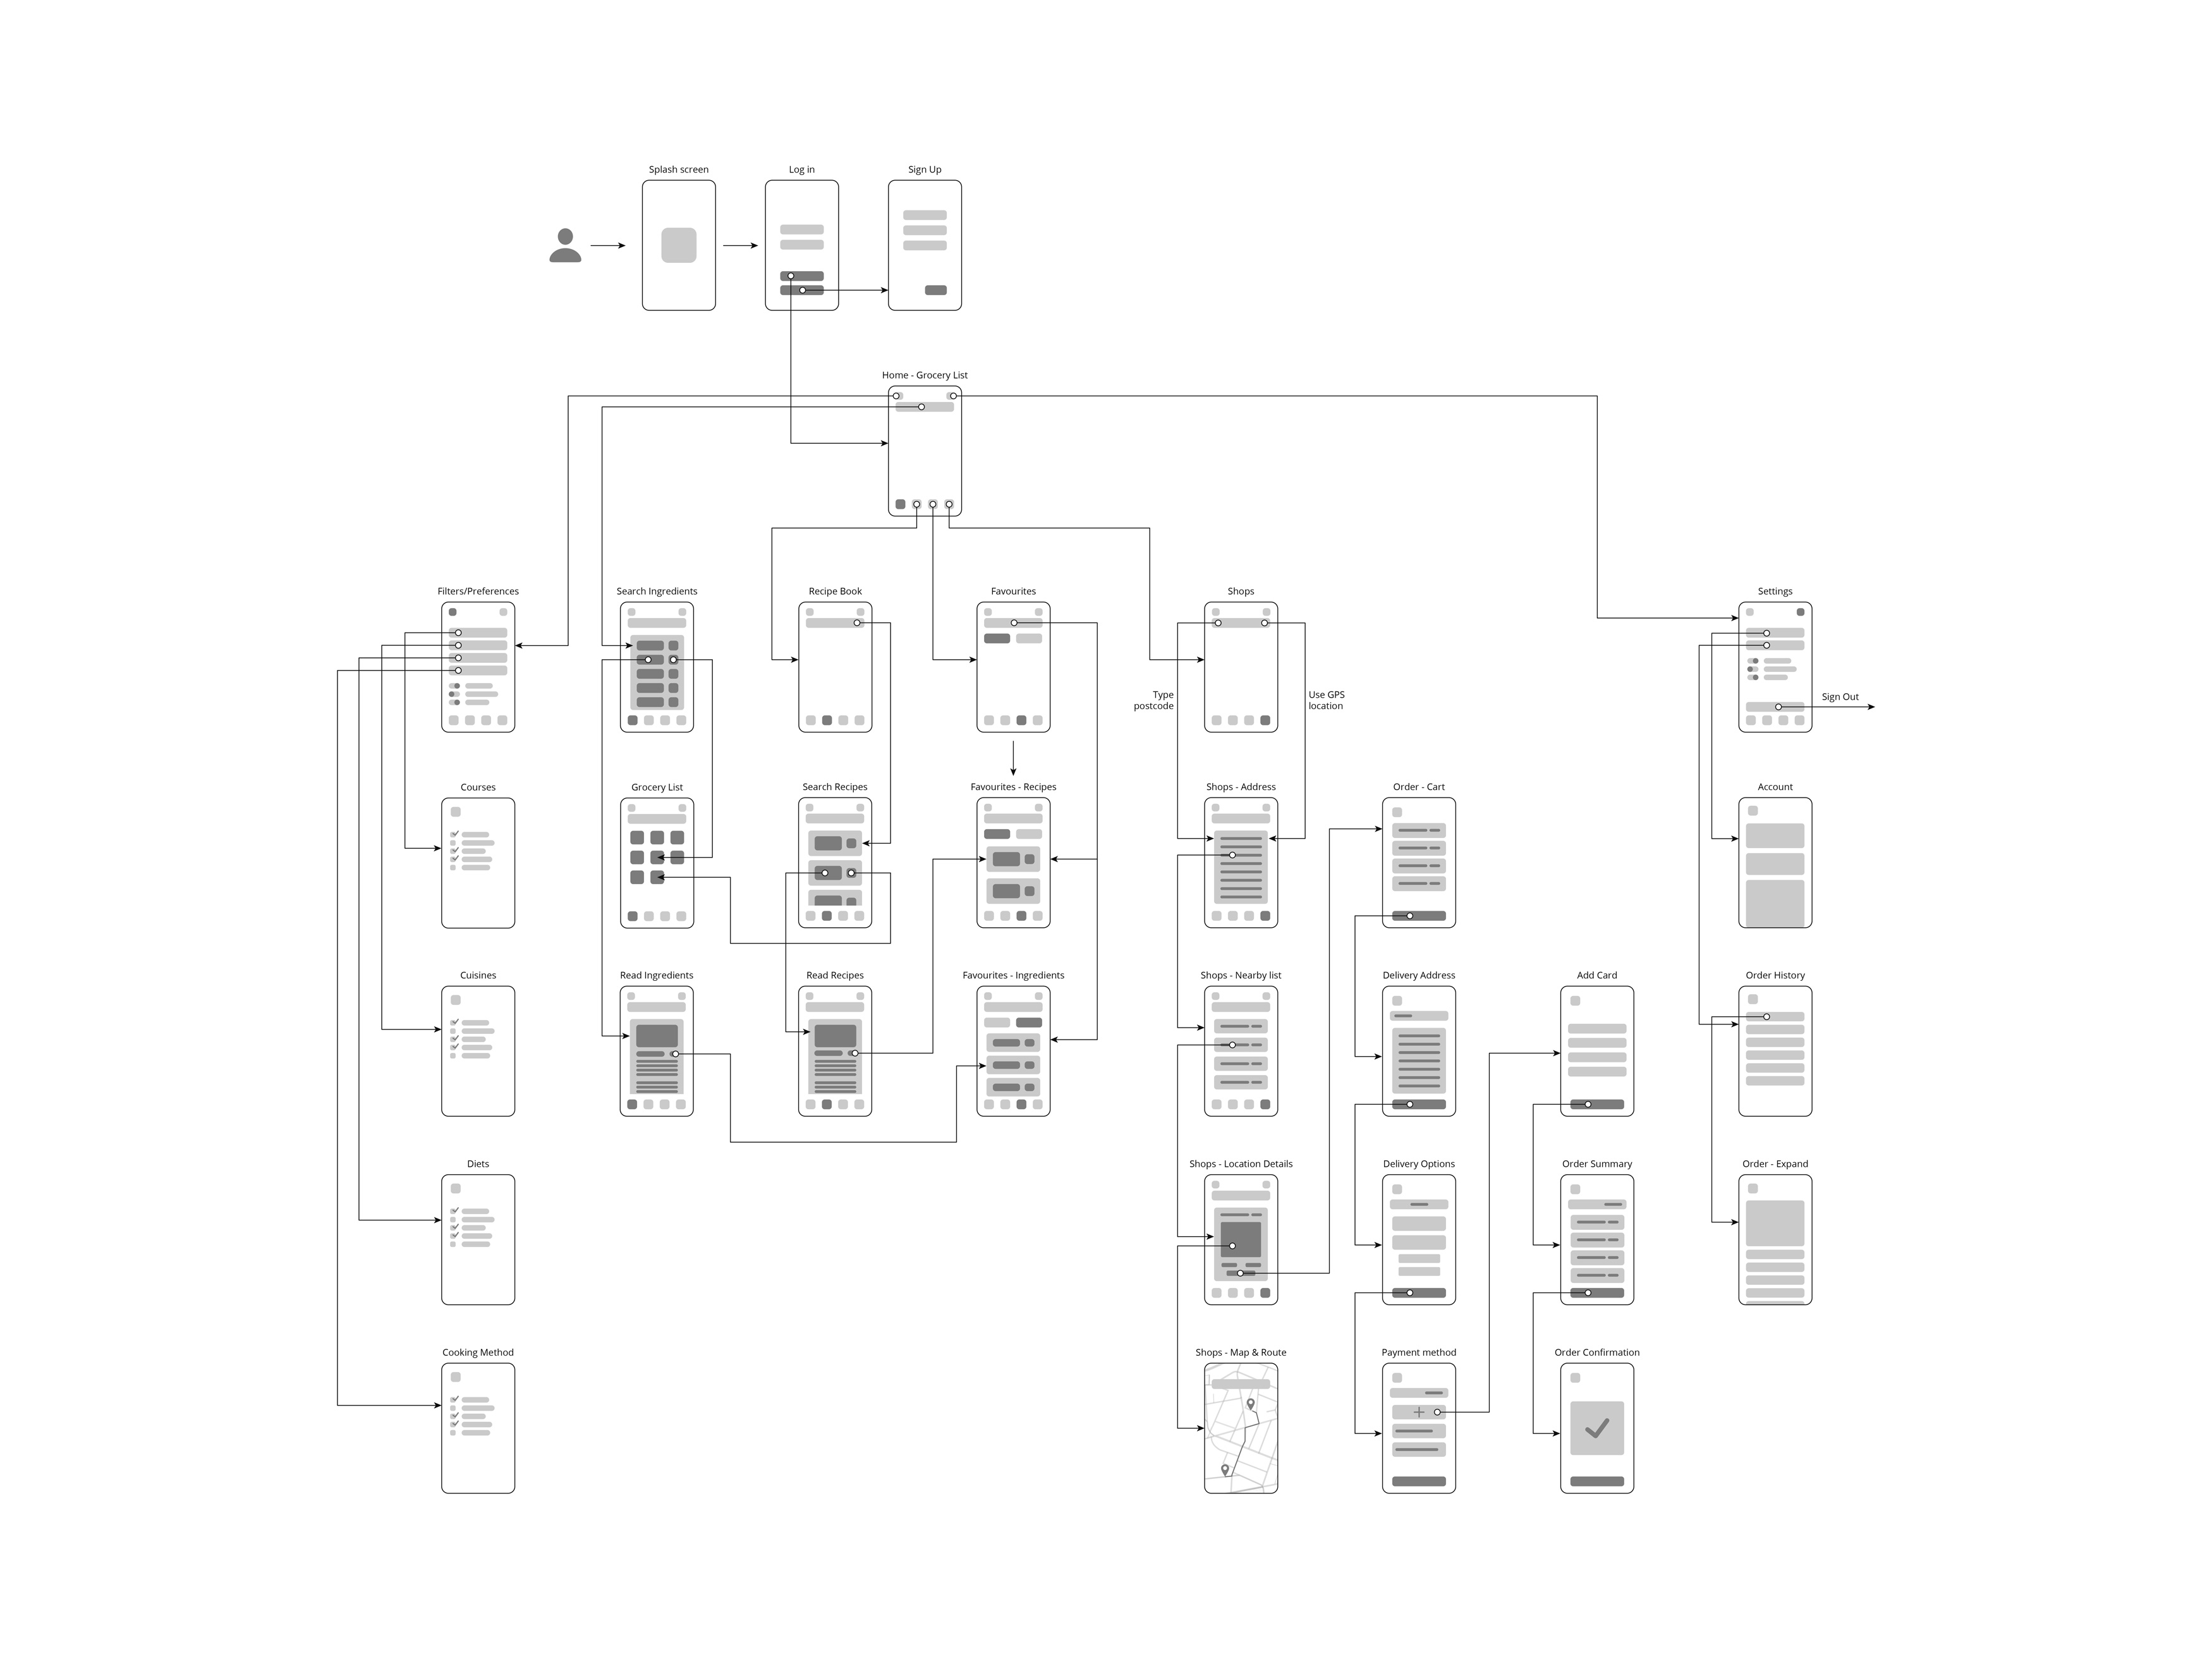 Splash screen
Log in
Sign Up
Home - Grocery List
Filters/Preferences
Search Ingredients
Recipe Book
Favourites
Shops
Settings
Type
postcode
Use GPS
location
Sign Out
Courses
Grocery List
Search Recipes
Favourites - Recipes
Shops - Address
Order - Cart
Account
Cuisines
Read Ingredients
Read Recipes
Favourites - Ingredients
Shops - Nearby list
Delivery Address
Add Card
Order History
Diets
Shops - Location Details
Delivery Options
Order Summary
Order - Expand
Cooking Method
Shops - Map & Route
Payment method
Order Confirmation